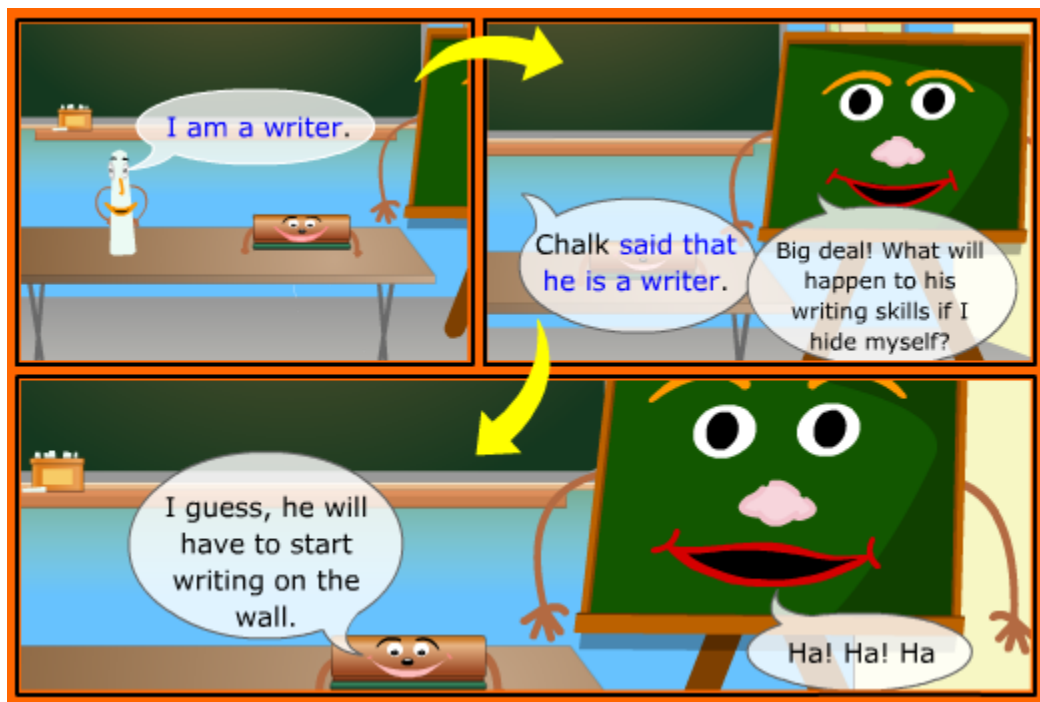 I am a writer.
Chalk said that
he is a writer.
Big deal! What will
happen to his
writing skills if I
hide myself?
I guess, he will
have to start
writing on the
wall.
Ha! Ha! Ha